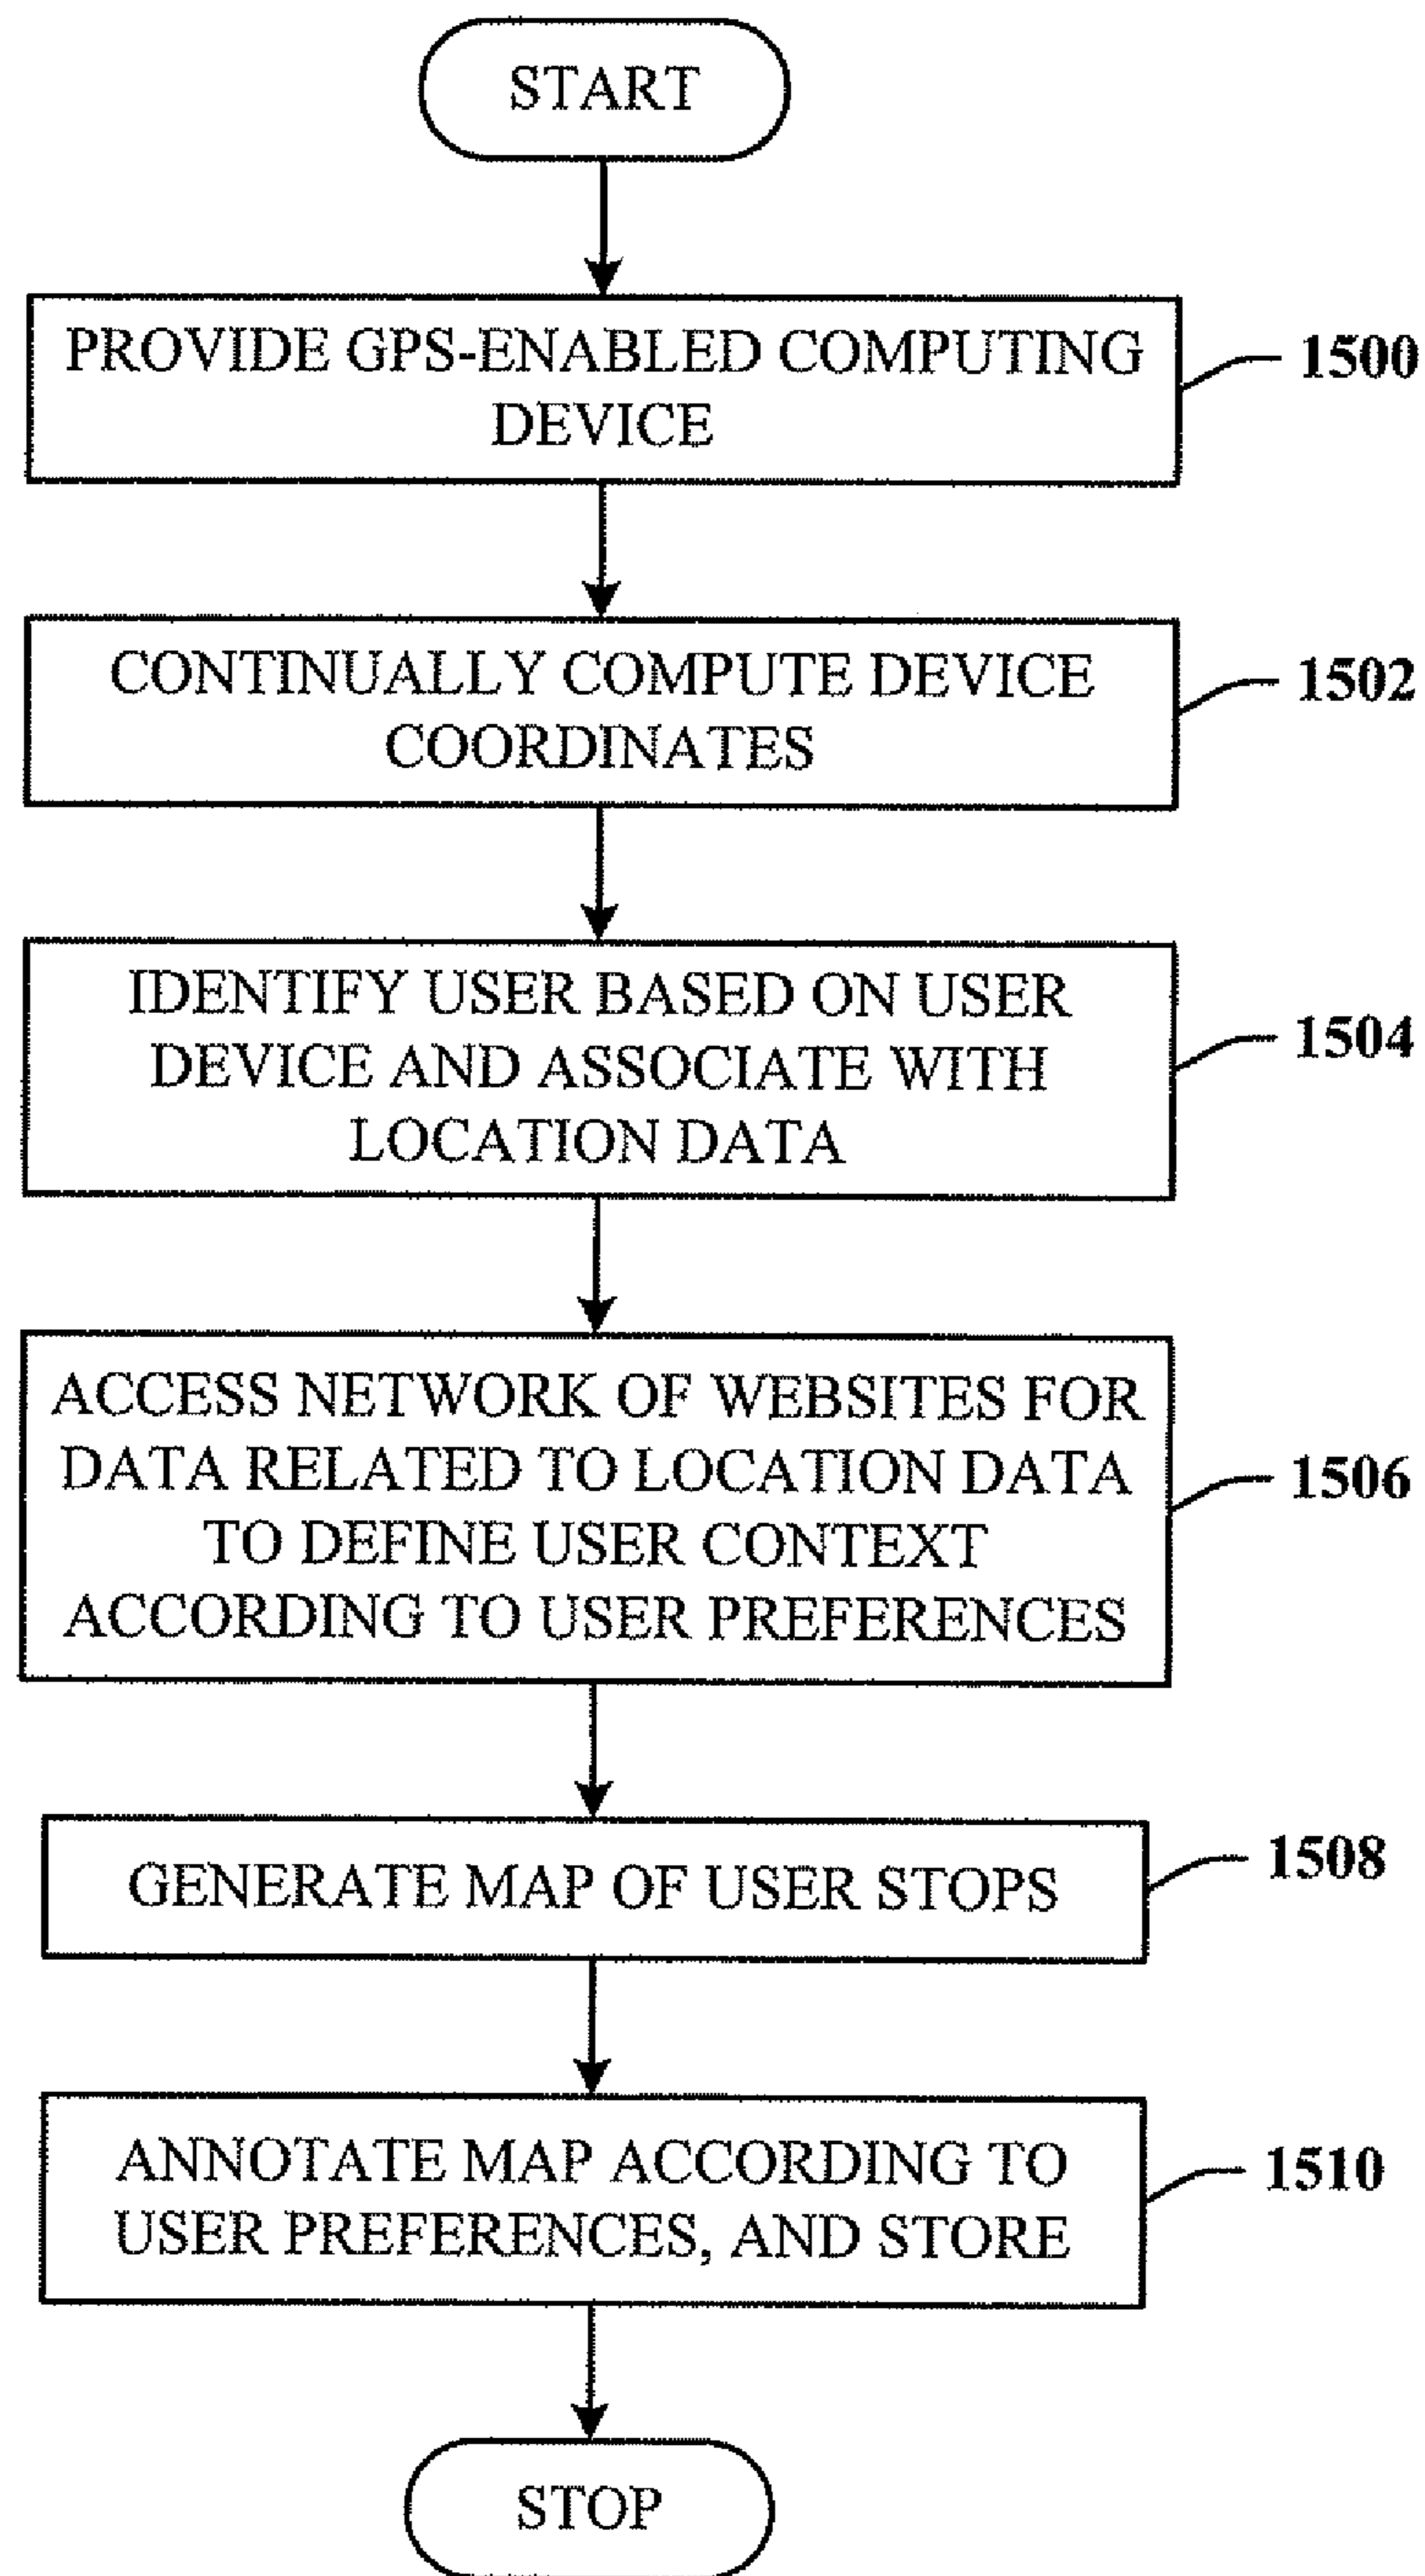 START
PROVIDE GPS-ENABLED COMPUTING
DEVICE
1500
CONTINUALLY COMPUTE DEVICE
COORDINATES
1502
IDENTIFY USER BASED ON USER
DEVICE AND ASSOCIATE WITH
LOCATION DATA
1504
ACCESS NETWORK OF WEBSITES FOR
DATA RELATED TO LOCATION DATA
TO DEFINE USER CONTEXT
ACCORDING TO USER PREFERENCES
1506
GENERATE MAP OF USER STOPS
1508
ANNOTATE MAP ACCORDING TO
USER PREFERENCES, AND STORE
1510
STOP